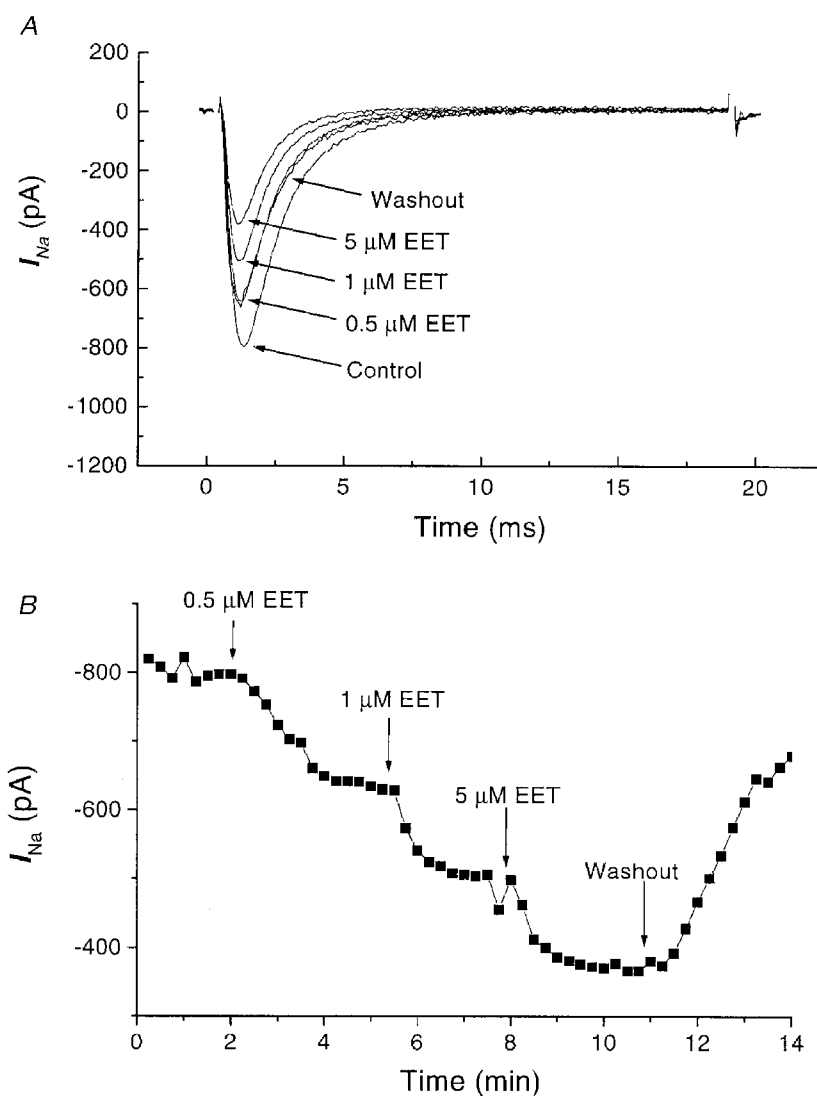 A
200
0
-200
-400
-600
-800
-1000
-1200
I_Na (pA)
Washout
5 μM EET
1 μM EET
0.5 μM EET
Control
0
5
10
15
20
Time (ms)
B
0.5 μM EET
1 μM EET
5 μM EET
Washout
-800
-600
-400
I_Na (pA)
0
2
4
6
8
10
12
14
Time (min)